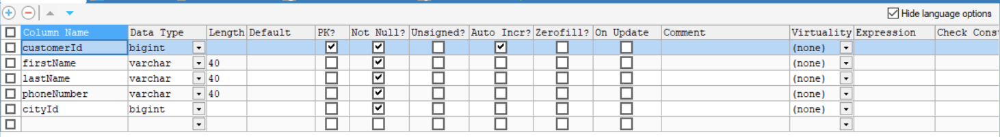 Hide language options
Column Name Data Type Length Default PK? Not Null? Unsigned? Auto Incr? Zerofill? On Update Comment Virtuality Expression Check Cons
customerId bigint (none)
firstName varchar 40 (none)
lastName varchar 40 (none)
phoneNumber varchar 40 (none)
cityId bigint (none)